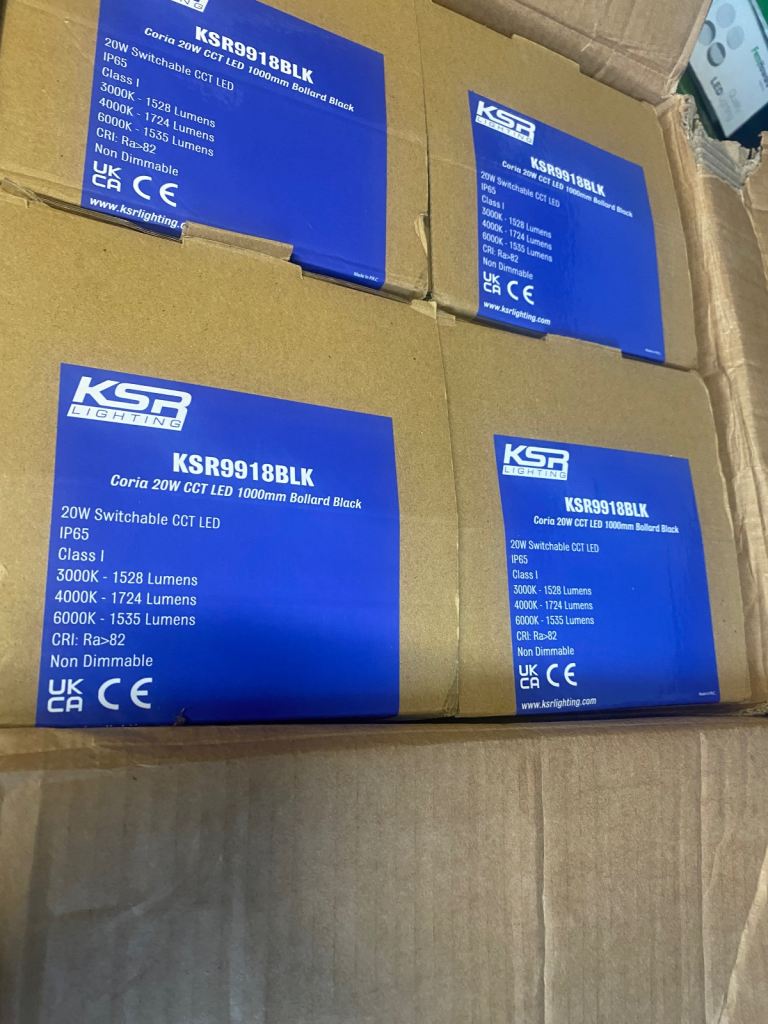 LIGHTING
KSR9918BLK
Coria 20W CCT LED 1000mm Bollard Black
20W Switchable CCT LED
IP65
Class I
3000K - 1528 Lumens
4000K - 1724 Lumens
6000K - 1535 Lumens
CRI: Ra>82
Non Dimmable
UK
CA CE
www.ksrlighting.
KSR
LIGHTING
KSR9918BLK
Coria 20W CCT LED 1000mm Bollard Black
20W Switchable CCT LED
IP65
Class I
3000K - 1528 Lumens
4000K - 1724 Lumens
6000K - 1535 Lumens
CRI: Ra>82
Non Dimmable
UK
CA CE
www.ksrlighting.com
KSR
LIGHTING
KSR9918BLK
Coria 20W CCT LED 1000mm Bollard Black
20W Switchable CCT LED
IP65
Class I
3000K - 1528 Lumens
4000K - 1724 Lumens
6000K - 1535 Lumens
CRI: Ra>82
Non Dimmable
UK
CA CE
KSR
LIGHTING
KSR9918BLK
Coria 20W CCT LED 1000mm Bollard Black
20W Switchable CCT LED
IP65
Class I
3000K - 1528 Lumens
4000K - 1724 Lumens
6000K - 1535 Lumens
CRI: Ra>82
Non Dimmable
UK
CA CE
www.ksrlighting.com
LED